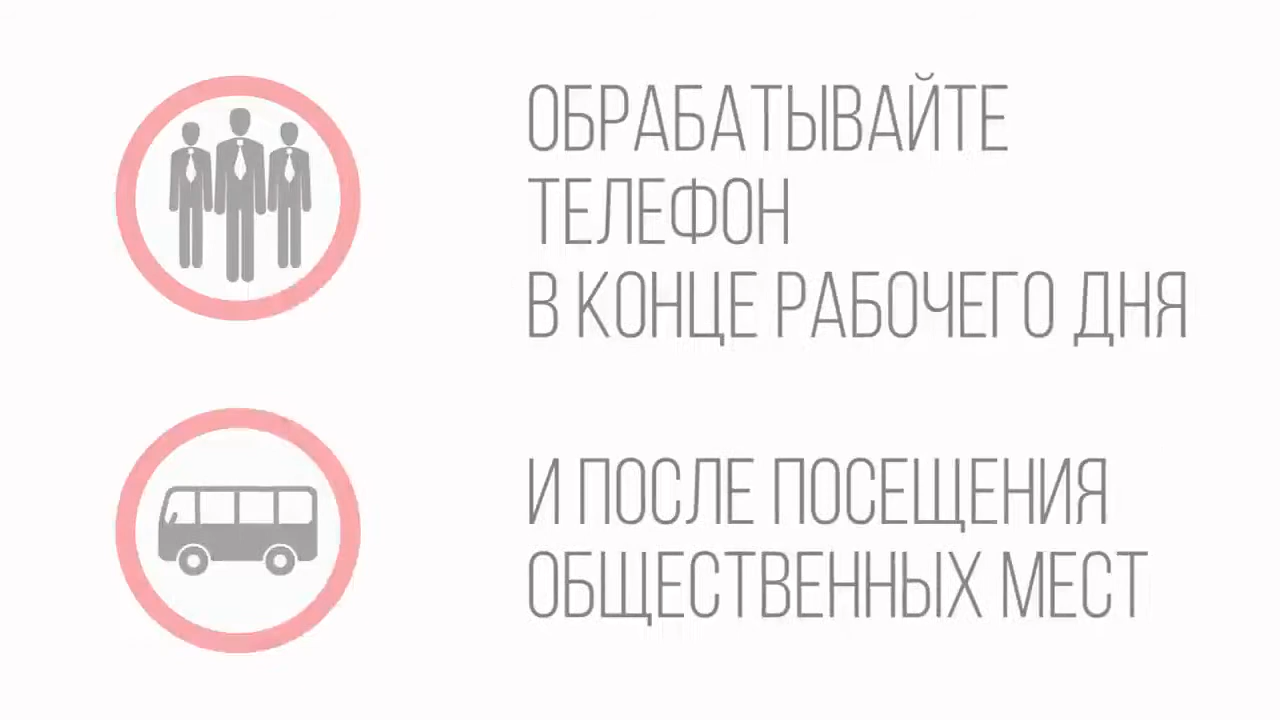 ОБРАБАТЫВАЙТЕ
ТЕЛЕФОН
В КОНЦЕ РАБОЧЕГО ДНЯ
И ПОСЛЕ ПОСЕЩЕНИЯ
ОБЩЕСТВЕННЫХ МЕСТ